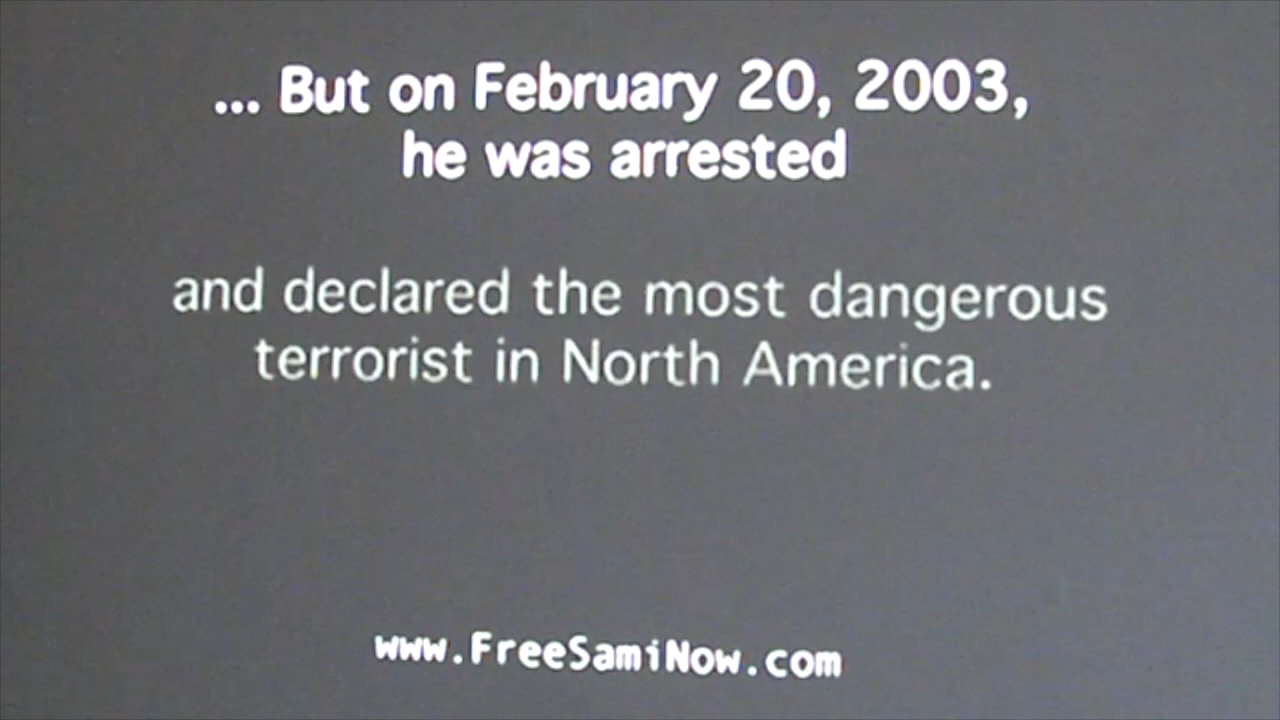 ... But on February 20, 2003,
he was arrested
and declared the most dangerous
terrorist in North America.
www.FreeSamiNow.com